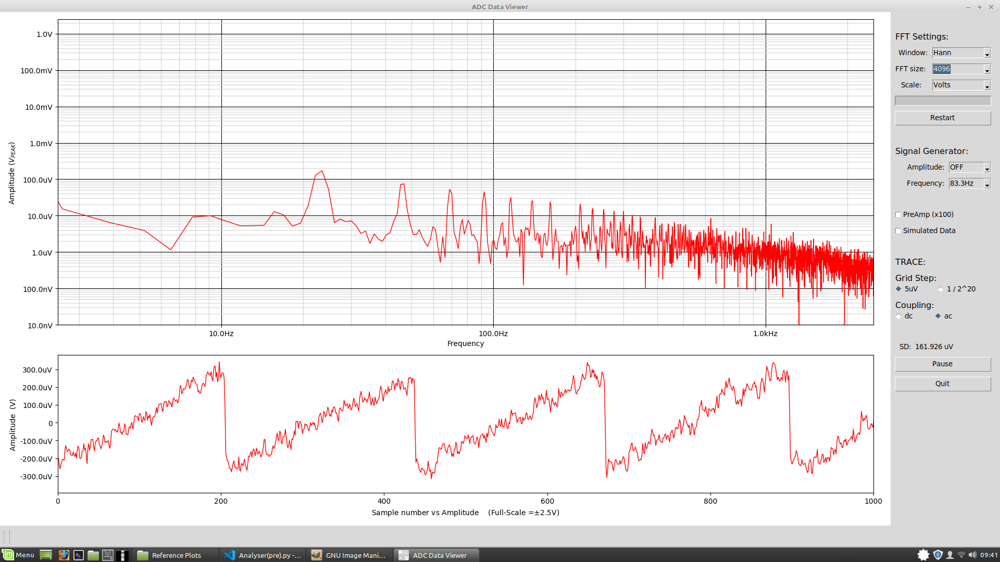 ADC Data Viewer
1.0V
100.0mV
10.0mV
1.0mV
100.0uV
10.0uV
1.0uV
100.0nV
10.0nV
Amplitude (V_PEAK)
10.0Hz 100.0Hz 1.0kHz
Frequency
300.0uV
200.0uV
100.0uV
0
-100.0uV
-200.0uV
-300.0uV
Amplitude (V)
0 200 400 600 800 1000
Sample number vs Amplitude (Full-Scale =±2.5V)
FFT Settings:
Window: Hann
FFT size: 4096
Scale: Volts
Restart
Signal Generator:
Amplitude: OFF
Frequency: 83.3Hz
PreAmp (x100)
Simulated Data
TRACE:
Grid Step:
5uV 1 / 2^20
Coupling:
dc ac
SD: 161.926 uV
Pause
Quit
Menu Reference Plots Analyser(pre).py -... GNU Image Mani... ADC Data Viewer 09:41